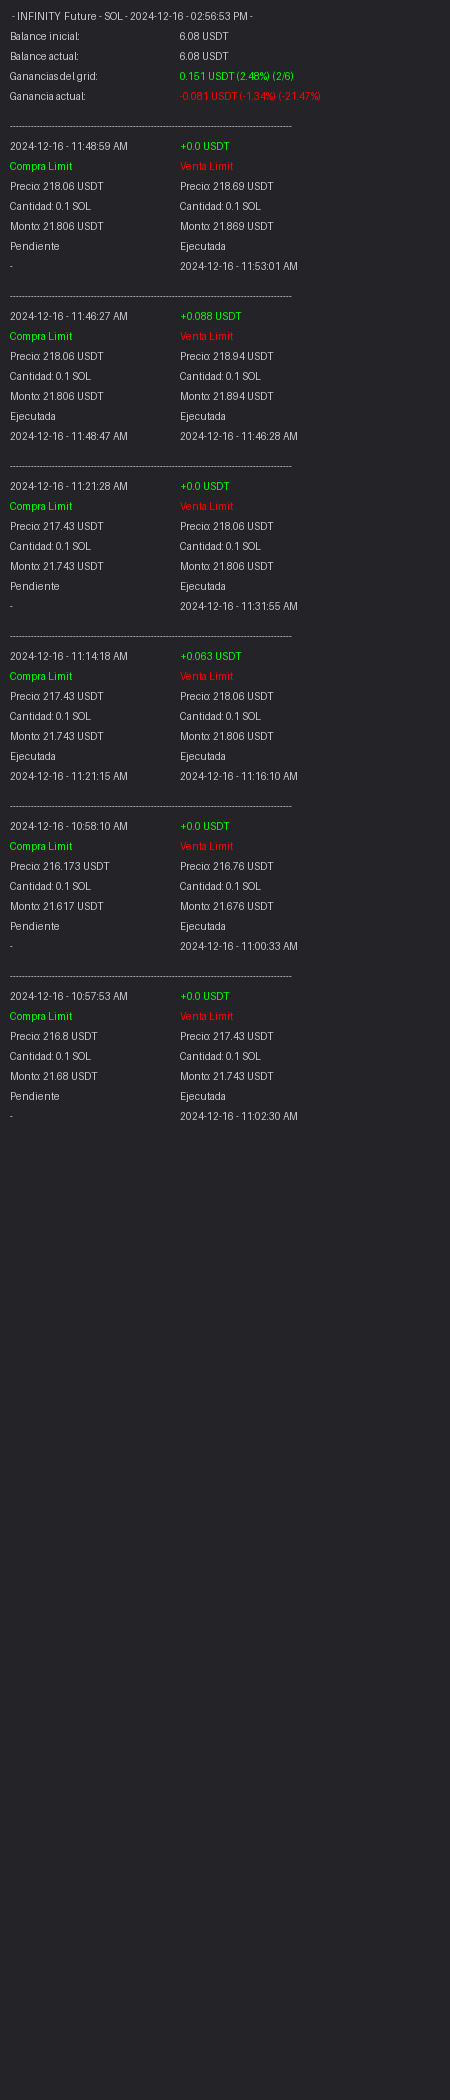 - INFINITY Future - SOL - 2024-12-16 - 02:56:53 PM -
Balance inicial: 6.08 USDT
Balance actual: 6.08 USDT
Ganancias del grid: 0.151 USDT (2.48%) (2/6)
Ganancia actual: -0.081 USDT (-1.34%) (-21.47%)
------------------------------------------------------------------------------------------
2024-12-16 - 11:48:59 AM +0.0 USDT
Compra Limit Venta Limit
Precio: 218.06 USDT Precio: 218.69 USDT
Cantidad: 0.1 SOL Cantidad: 0.1 SOL
Monto: 21.806 USDT Monto: 21.869 USDT
Pendiente Ejecutada
- 2024-12-16 - 11:53:01 AM
------------------------------------------------------------------------------------------
2024-12-16 - 11:46:27 AM +0.088 USDT
Compra Limit Venta Limit
Precio: 218.06 USDT Precio: 218.94 USDT
Cantidad: 0.1 SOL Cantidad: 0.1 SOL
Monto: 21.806 USDT Monto: 21.894 USDT
Ejecutada Ejecutada
2024-12-16 - 11:48:47 AM 2024-12-16 - 11:46:28 AM
------------------------------------------------------------------------------------------
2024-12-16 - 11:21:28 AM +0.0 USDT
Compra Limit Venta Limit
Precio: 217.43 USDT Precio: 218.06 USDT
Cantidad: 0.1 SOL Cantidad: 0.1 SOL
Monto: 21.743 USDT Monto: 21.806 USDT
Pendiente Ejecutada
- 2024-12-16 - 11:31:55 AM
------------------------------------------------------------------------------------------
2024-12-16 - 11:14:18 AM +0.063 USDT
Compra Limit Venta Limit
Precio: 217.43 USDT Precio: 218.06 USDT
Cantidad: 0.1 SOL Cantidad: 0.1 SOL
Monto: 21.743 USDT Monto: 21.806 USDT
Ejecutada Ejecutada
2024-12-16 - 11:21:15 AM 2024-12-16 - 11:16:10 AM
------------------------------------------------------------------------------------------
2024-12-16 - 10:58:10 AM +0.0 USDT
Compra Limit Venta Limit
Precio: 216.173 USDT Precio: 216.76 USDT
Cantidad: 0.1 SOL Cantidad: 0.1 SOL
Monto: 21.617 USDT Monto: 21.676 USDT
Pendiente Ejecutada
- 2024-12-16 - 11:00:33 AM
------------------------------------------------------------------------------------------
2024-12-16 - 10:57:53 AM +0.0 USDT
Compra Limit Venta Limit
Precio: 216.8 USDT Precio: 217.43 USDT
Cantidad: 0.1 SOL Cantidad: 0.1 SOL
Monto: 21.68 USDT Monto: 21.743 USDT
Pendiente Ejecutada
- 2024-12-16 - 11:02:30 AM